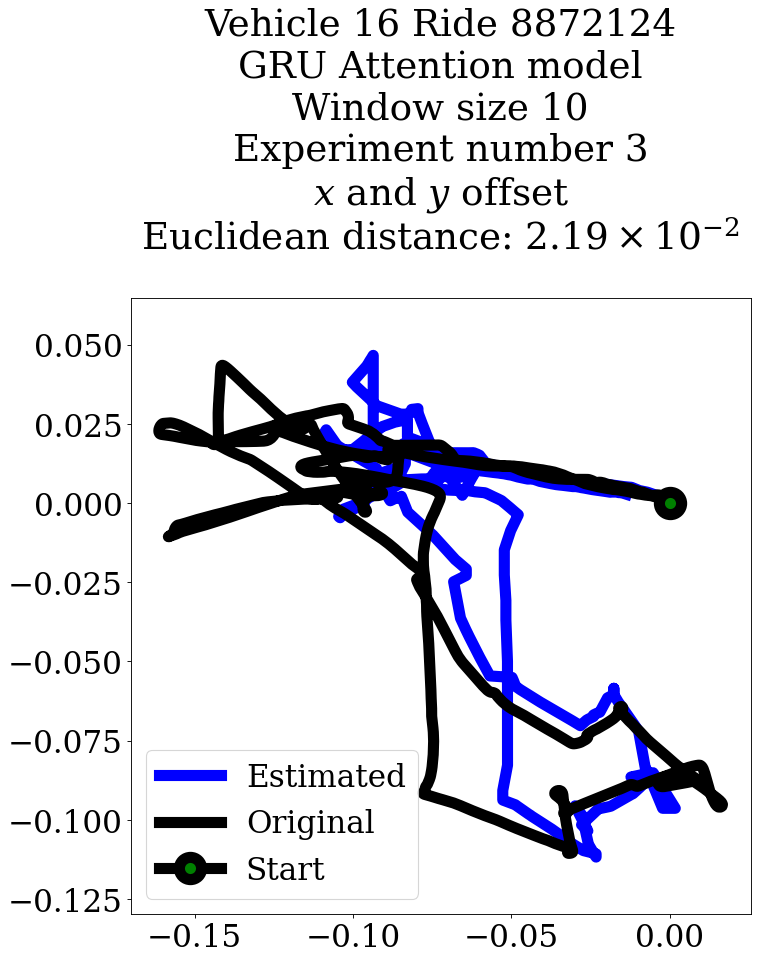 Vehicle 16 Ride 8872124
GRU Attention model
Window size 10
Experiment number 3
x and y offset
Euclidean distance: 2.19 × 10⁻²
0.050
0.025
0.000
−0.025
−0.050
−0.075
−0.100
−0.125
Estimated
Original
Start
−0.15
−0.10
−0.05
0.00